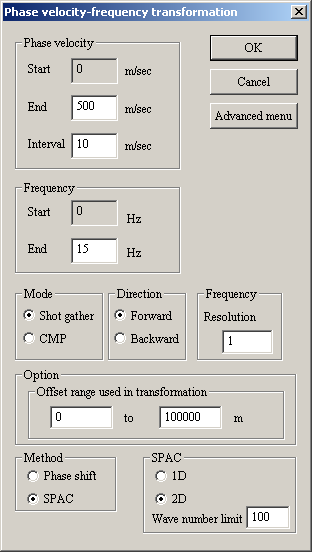 Phase velocity-frequency transformation
Phase velocity
Start 0 m/sec
End 500 m/sec
Interval 10 m/sec
OK
Cancel
Advanced menu
Frequency
Start 0 Hz
End 15 Hz
Mode
Shot gather
CMP
Direction
Forward
Backward
Frequency
Resolution
1
Option
Offset range used in transformation
0 to 100000 m
Method
Phase shift
SPAC
SPAC
1D
2D
Wave number limit 100